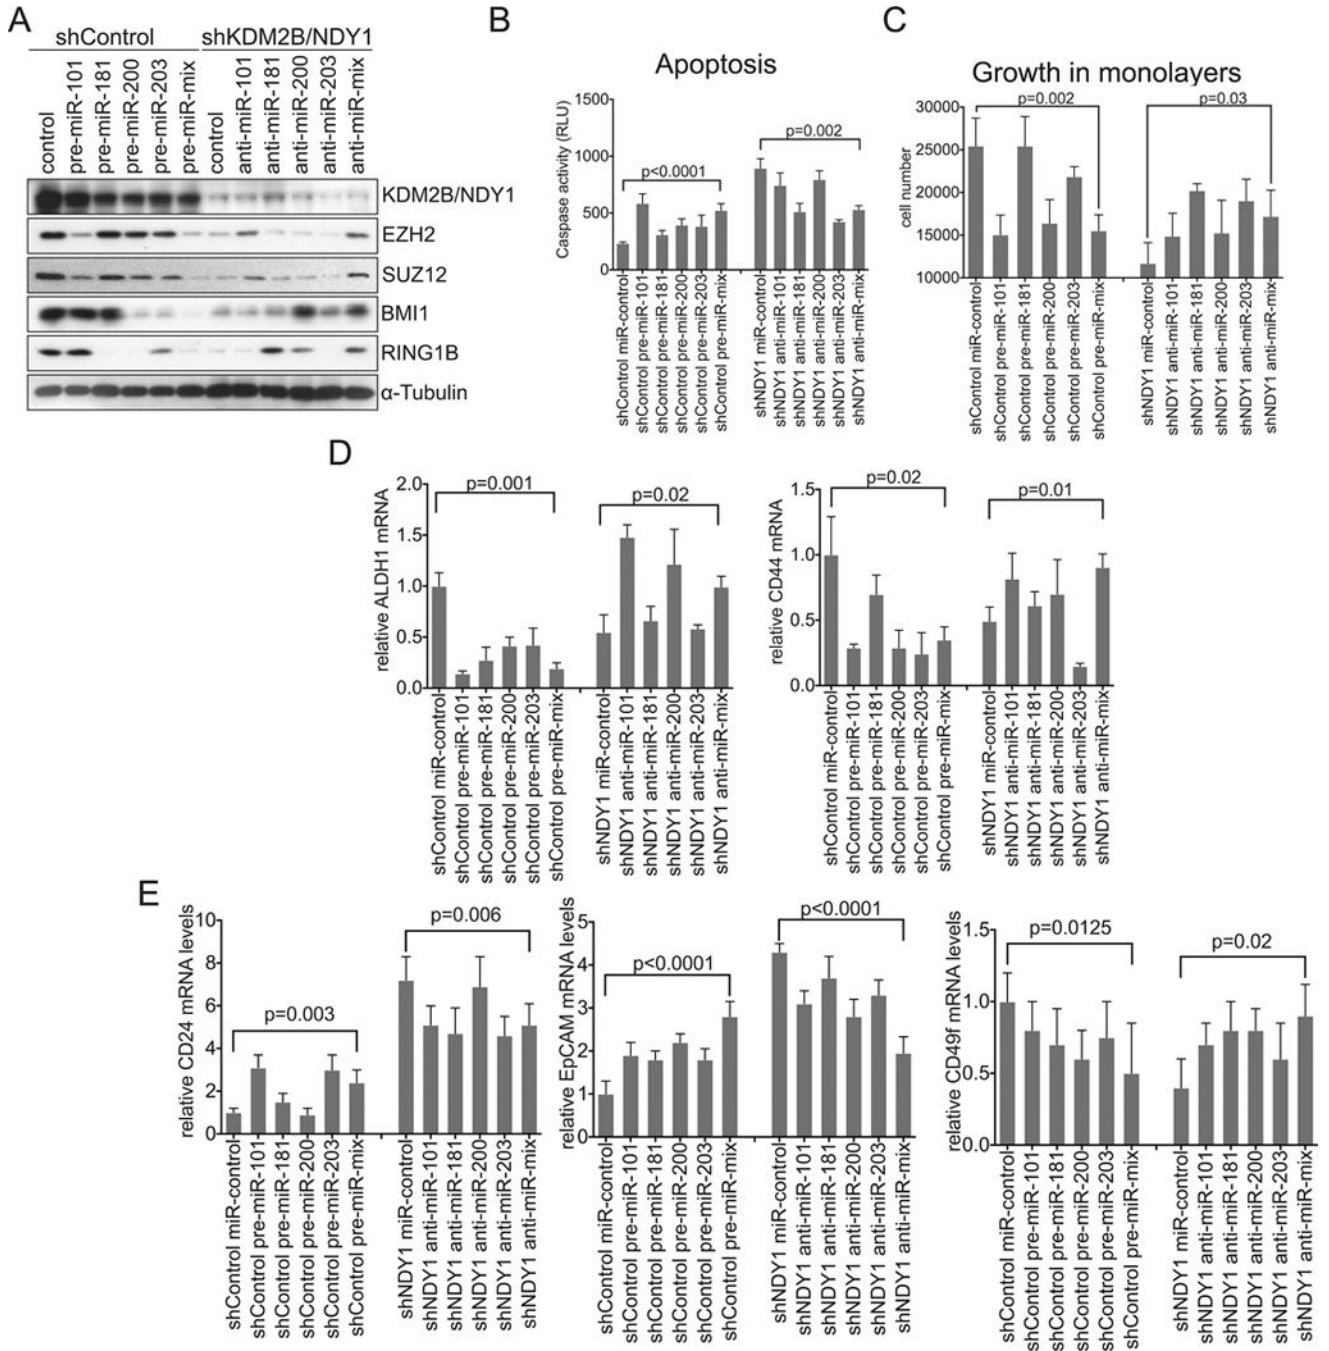 A
shControl
shKDM2B/NDY1
control
pre-miR-101
pre-miR-181
pre-miR-200
pre-miR-203
pre-miR-mix
control
anti-miR-101
anti-miR-181
anti-miR-200
anti-miR-203
anti-miR-mix
KDM2B/NDY1
EZH2
SUZ12
BMI1
RING1B
α-Tubulin
B
Apoptosis
Caspase activity (RLU)
1500
1000
500
0
p<0.0001
p=0.002
shControl miR-control
shControl pre-miR-101
shControl pre-miR-181
shControl pre-miR-200
shControl pre-miR-203
shControl pre-miR-mix
shNDY1 miR-control
shNDY1 anti-miR-101
shNDY1 anti-miR-181
shNDY1 anti-miR-200
shNDY1 anti-miR-203
shNDY1 anti-miR-mix
C
Growth in monolayers
cell number
30000
25000
20000
15000
10000
p=0.002
p=0.03
shControl miR-control
shControl pre-miR-101
shControl pre-miR-181
shControl pre-miR-200
shControl pre-miR-203
shControl pre-miR-mix
shNDY1 miR-control
shNDY1 anti-miR-101
shNDY1 anti-miR-181
shNDY1 anti-miR-200
shNDY1 anti-miR-203
shNDY1 anti-miR-mix
D
relative ALDH1 mRNA
2.0
1.5
1.0
0.5
0.0
p=0.001
p=0.02
shControl miR-control
shControl pre-miR-101
shControl pre-miR-181
shControl pre-miR-200
shControl pre-miR-203
shControl pre-miR-mix
shNDY1 miR-control
shNDY1 anti-miR-101
shNDY1 anti-miR-181
shNDY1 anti-miR-200
shNDY1 anti-miR-203
shNDY1 anti-miR-mix
relative CD44 mRNA
1.5
1.0
0.5
0.0
p=0.02
p=0.01
shControl miR-control
shControl pre-miR-101
shControl pre-miR-181
shControl pre-miR-200
shControl pre-miR-203
shControl pre-miR-mix
shNDY1 miR-control
shNDY1 anti-miR-101
shNDY1 anti-miR-181
shNDY1 anti-miR-200
shNDY1 anti-miR-203
shNDY1 anti-miR-mix
E
relative CD24 mRNA levels
10
8
6
4
2
0
p=0.003
p=0.006
shControl miR-control
shControl pre-miR-101
shControl pre-miR-181
shControl pre-miR-200
shControl pre-miR-203
shControl pre-miR-mix
shNDY1 miR-control
shNDY1 anti-miR-101
shNDY1 anti-miR-181
shNDY1 anti-miR-200
shNDY1 anti-miR-203
shNDY1 anti-miR-mix
relative EpCAM mRNA levels
5
4
3
2
1
0
p<0.0001
p<0.0001
shControl miR-control
shControl pre-miR-101
shControl pre-miR-181
shControl pre-miR-200
shControl pre-miR-203
shControl pre-miR-mix
shNDY1 miR-control
shNDY1 anti-miR-101
shNDY1 anti-miR-181
shNDY1 anti-miR-200
shNDY1 anti-miR-203
shNDY1 anti-miR-mix
relative CD49f mRNA levels
1.5
1.0
0.5
0.0
p=0.0125
p=0.02
shControl miR-control
shControl pre-miR-101
shControl pre-miR-181
shControl pre-miR-200
shControl pre-miR-203
shControl pre-miR-mix
shNDY1 miR-control
shNDY1 anti-miR-101
shNDY1 anti-miR-181
shNDY1 anti-miR-200
shNDY1 anti-miR-203
shNDY1 anti-miR-mix